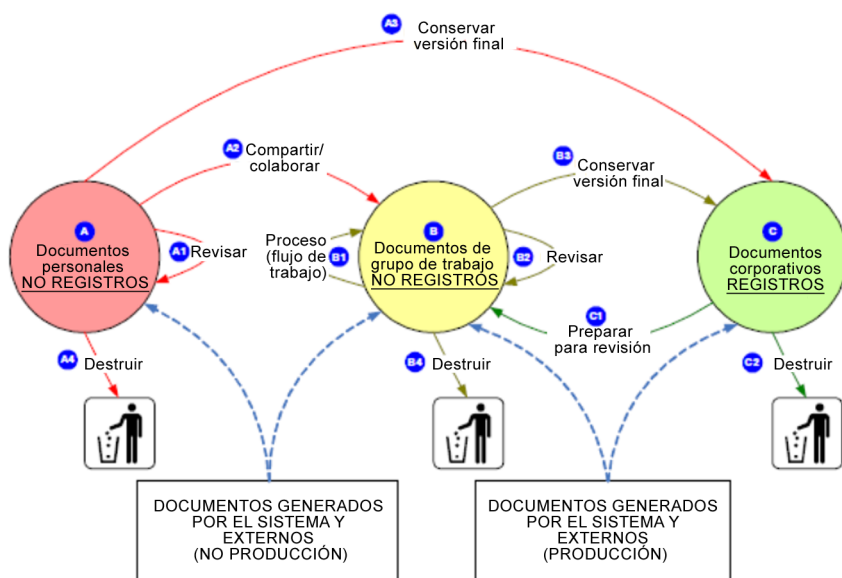 A3 Conservar
versión final
A2 Compartir/
colaborar
B3 Conservar
versión final
A
Documentos
personales
NO REGISTROS
A1 Revisar
Proceso
(flujo de
trabajo)
B1
B
Documentos de
grupo de trabajo
NO REGISTROS
B2
Revisar
C
Documentos
corporativos
REGISTROS
C1
Preparar
para revisión
A4 Destruir
B4 Destruir
C2 Destruir
DOCUMENTOS GENERADOS
POR EL SISTEMA Y
EXTERNOS
(NO PRODUCCIÓN)
DOCUMENTOS GENERADOS
POR EL SISTEMA Y
EXTERNOS
(PRODUCCIÓN)